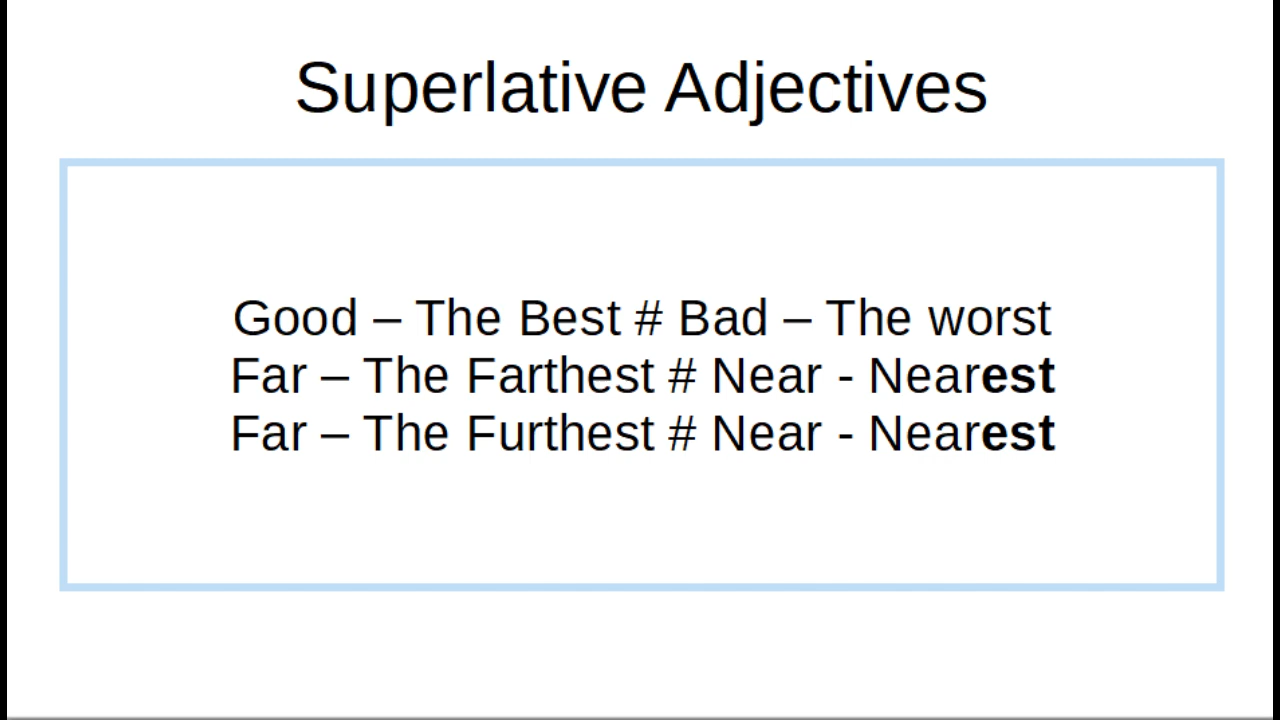 Superlative Adjectives
Good – The Best # Bad – The worst
Far – The Farthest # Near - Nearest
Far – The Furthest # Near - Nearest